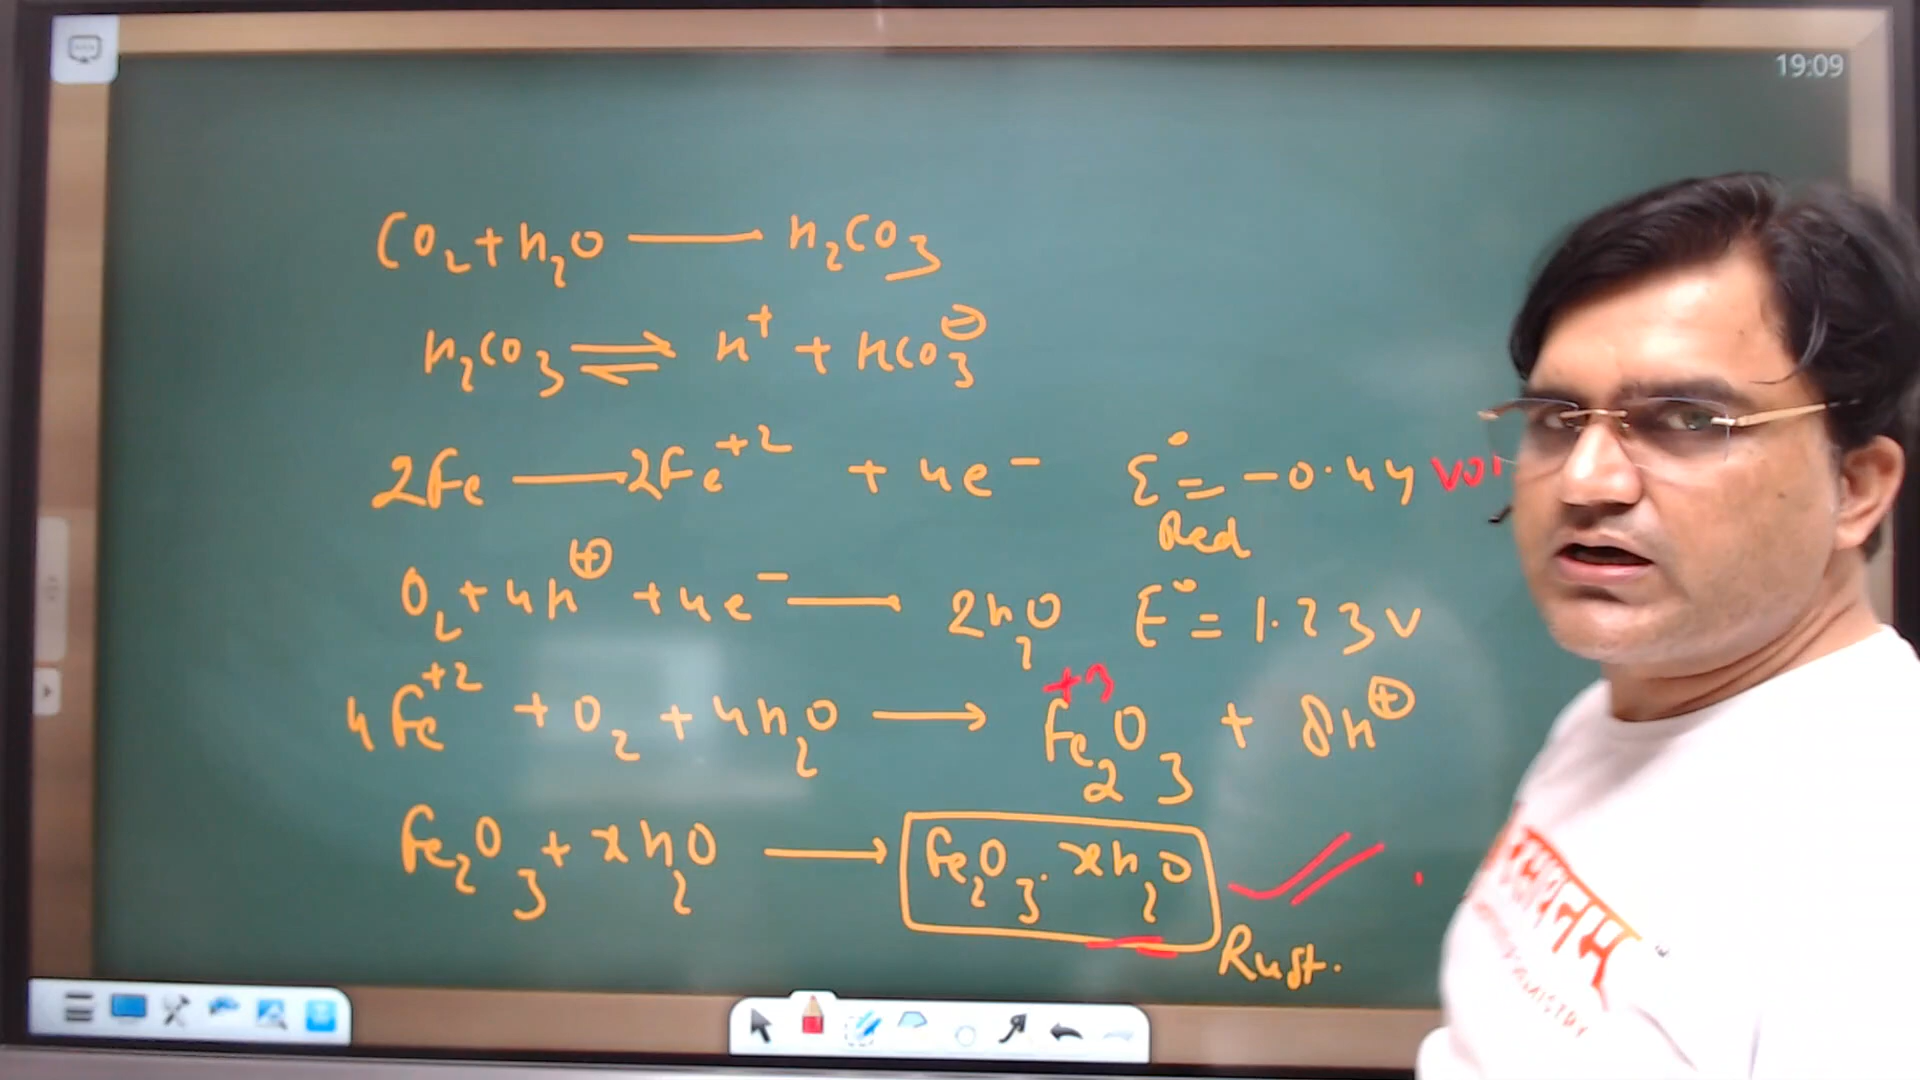 19:09
CO₂ + H₂O —— H₂CO₃
H₂CO₃ ⇌ H⁺ + HCO₃⊖
2Fe —— 2Fe⁺² + 4e⁻ E°Red = -0.44
O₂ + 4H⊕ + 4e⁻ —— 2H₂O E° = 1.23 V
+3
4Fe⁺² + O₂ + 4H₂O → Fe₂O₃ + 8H⊕
Fe₂O₃ + xH₂O → Fe₂O₃.xH₂O
Rust.